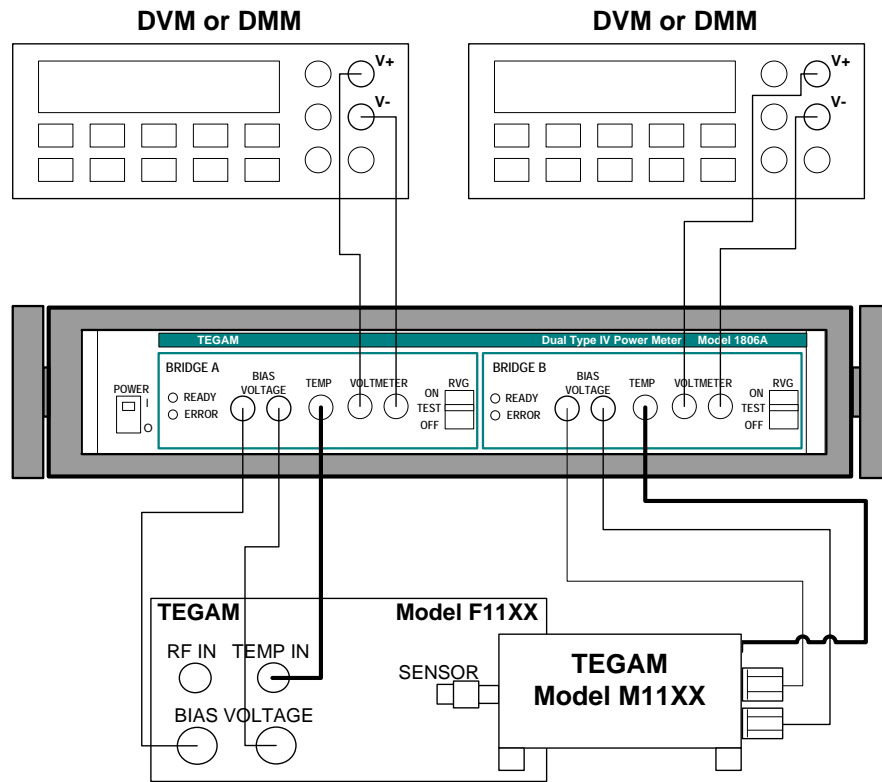 DVM or DMM
V+
V-
DVM or DMM
V+
V-
TEGAM
Dual Type IV Power Meter Model 1806A
POWER
I
O
BRIDGE A
READY
ERROR
BIAS
VOLTAGE
TEMP
VOLTMETER
RVG
ON
TEST
OFF
BRIDGE B
READY
ERROR
BIAS
VOLTAGE
TEMP
VOLTMETER
RVG
ON
TEST
OFF
TEGAM
Model F11XX
RF IN
TEMP IN
BIAS VOLTAGE
SENSOR
TEGAM
Model M11XX